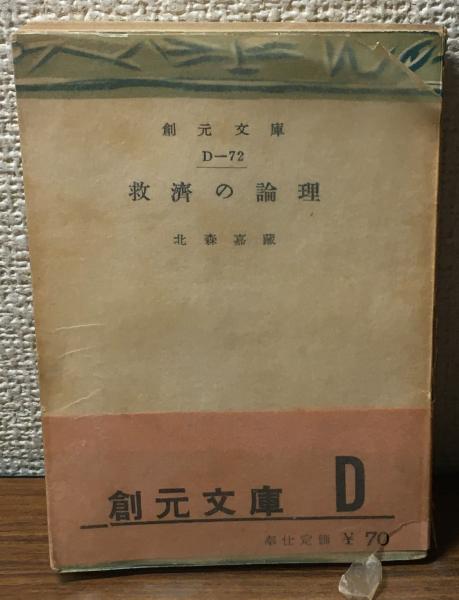 創元文庫
D—72
救濟の論理
北森嘉藏
創元文庫 D
奉仕定価 ¥70